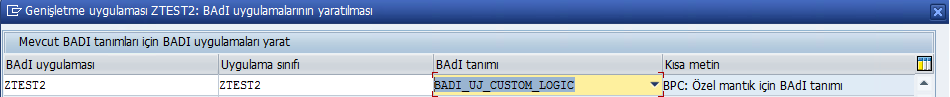 Genişletme uygulaması ZTEST2: BAdI uygulamalarının yaratılması
Mevcut BADI tanımları için BADI uygulamaları yarat
BAdI uygulaması Uygulama sınıfı BAdI tanımı Kısa metin
ZTEST2 ZTEST2 BADI_UJ_CUSTOM_LOGIC BPC: Özel mantık için BAdI tanımı